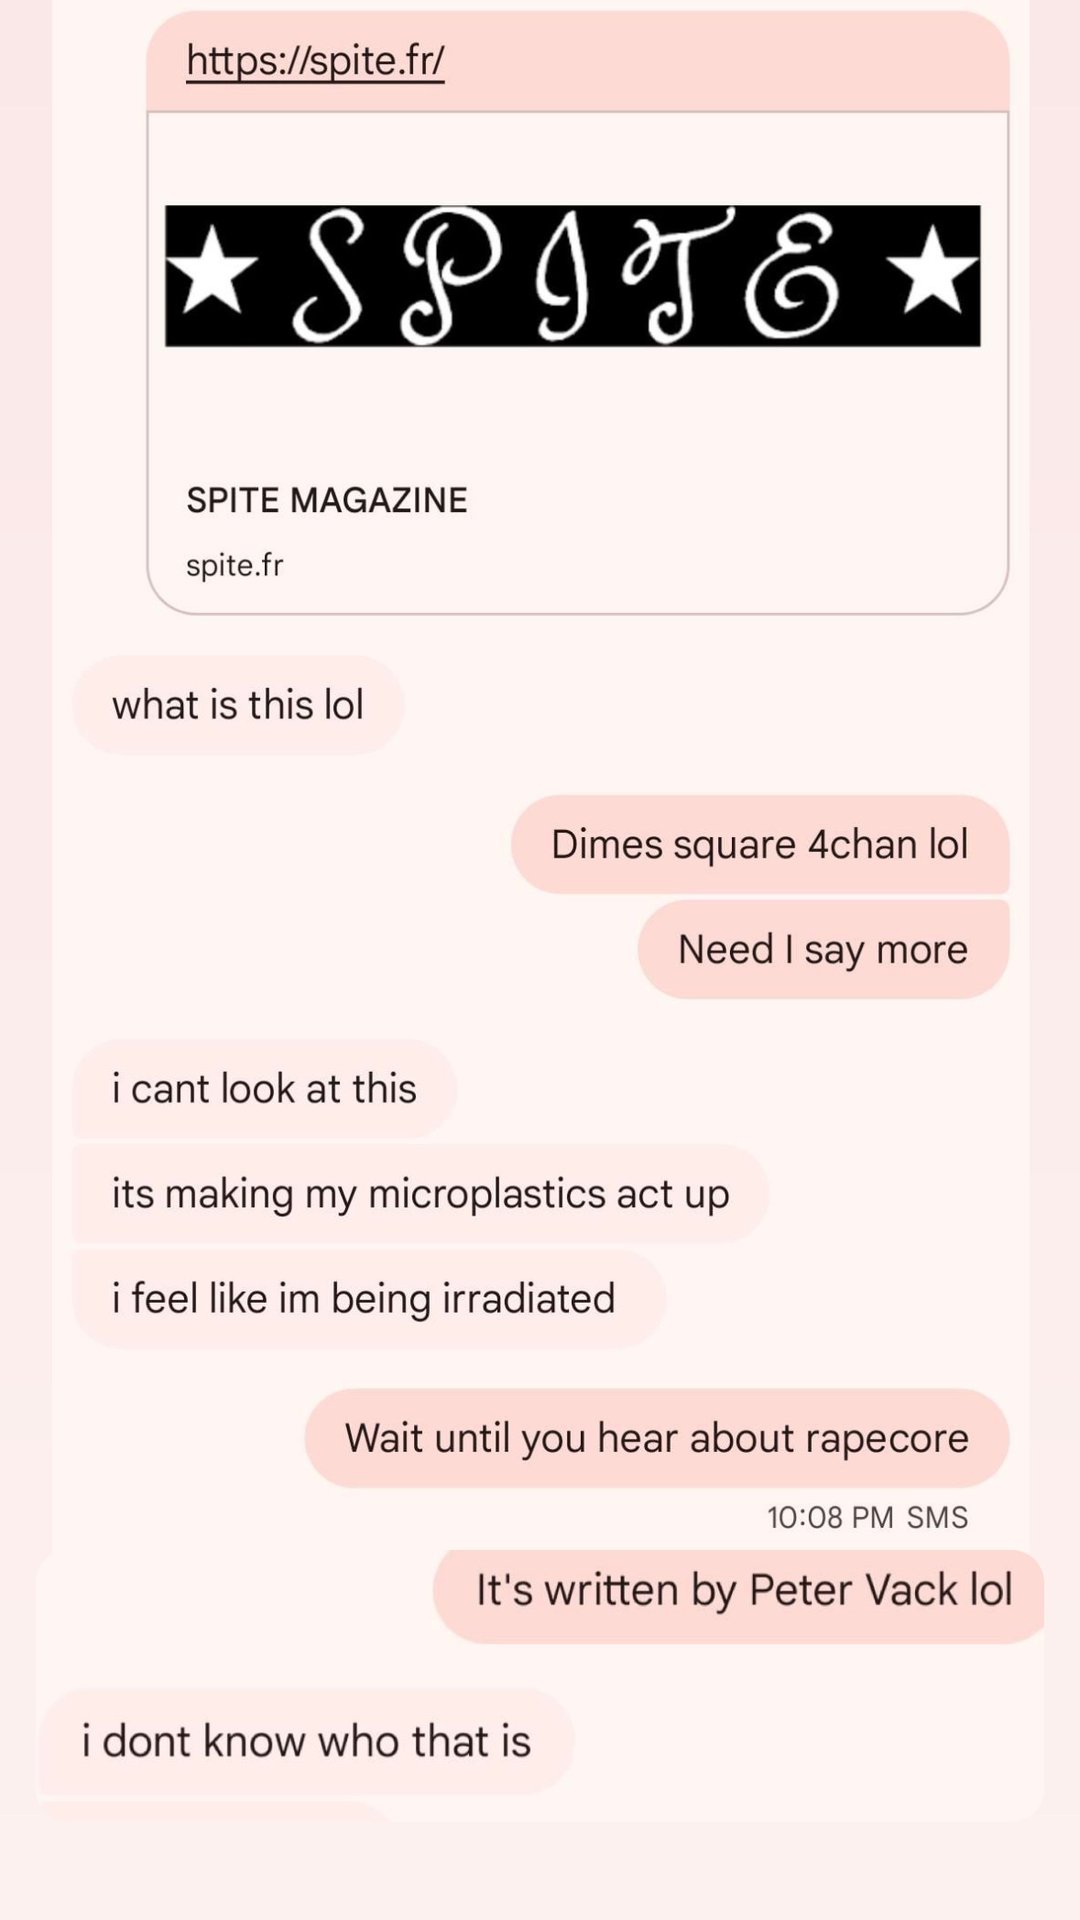 https://spite.fr/
★ SPITE ★
SPITE MAGAZINE
spite.fr
what is this lol
Dimes square 4chan lol
Need I say more
i cant look at this
its making my microplastics act up
i feel like im being irradiated
Wait until you hear about rapecore
10:08 PM SMS
It's written by Peter Vack lol
i dont know who that is